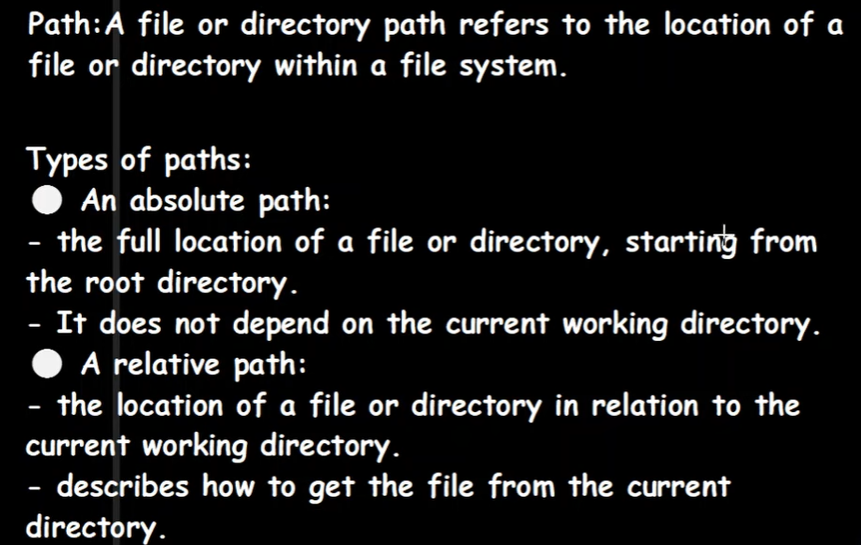 Path:A file or directory path refers to the location of a
file or directory within a file system.
Types of paths:
An absolute path:
- the full location of a file or directory, starting from
the root directory.
- It does not depend on the current working directory.
A relative path:
- the location of a file or directory in relation to the
current working directory.
- describes how to get the file from the current
directory.